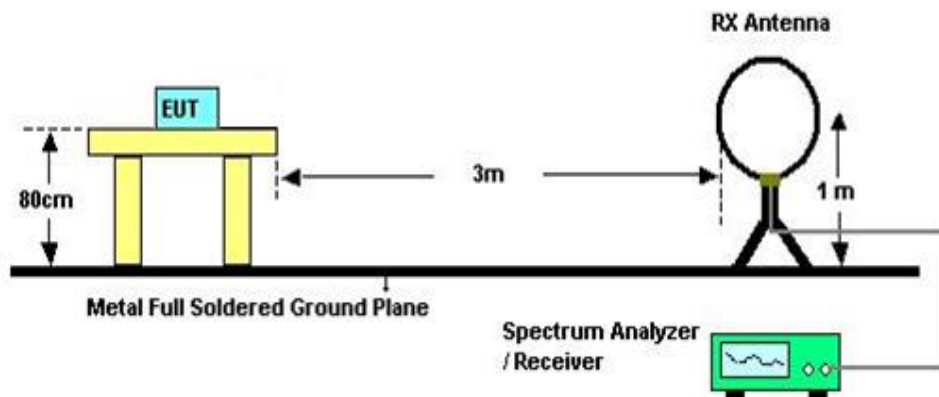 RX Antenna
EUT
3m
80cm
1 m
Metal Full Soldered Ground Plane
Spectrum Analyzer
/ Receiver